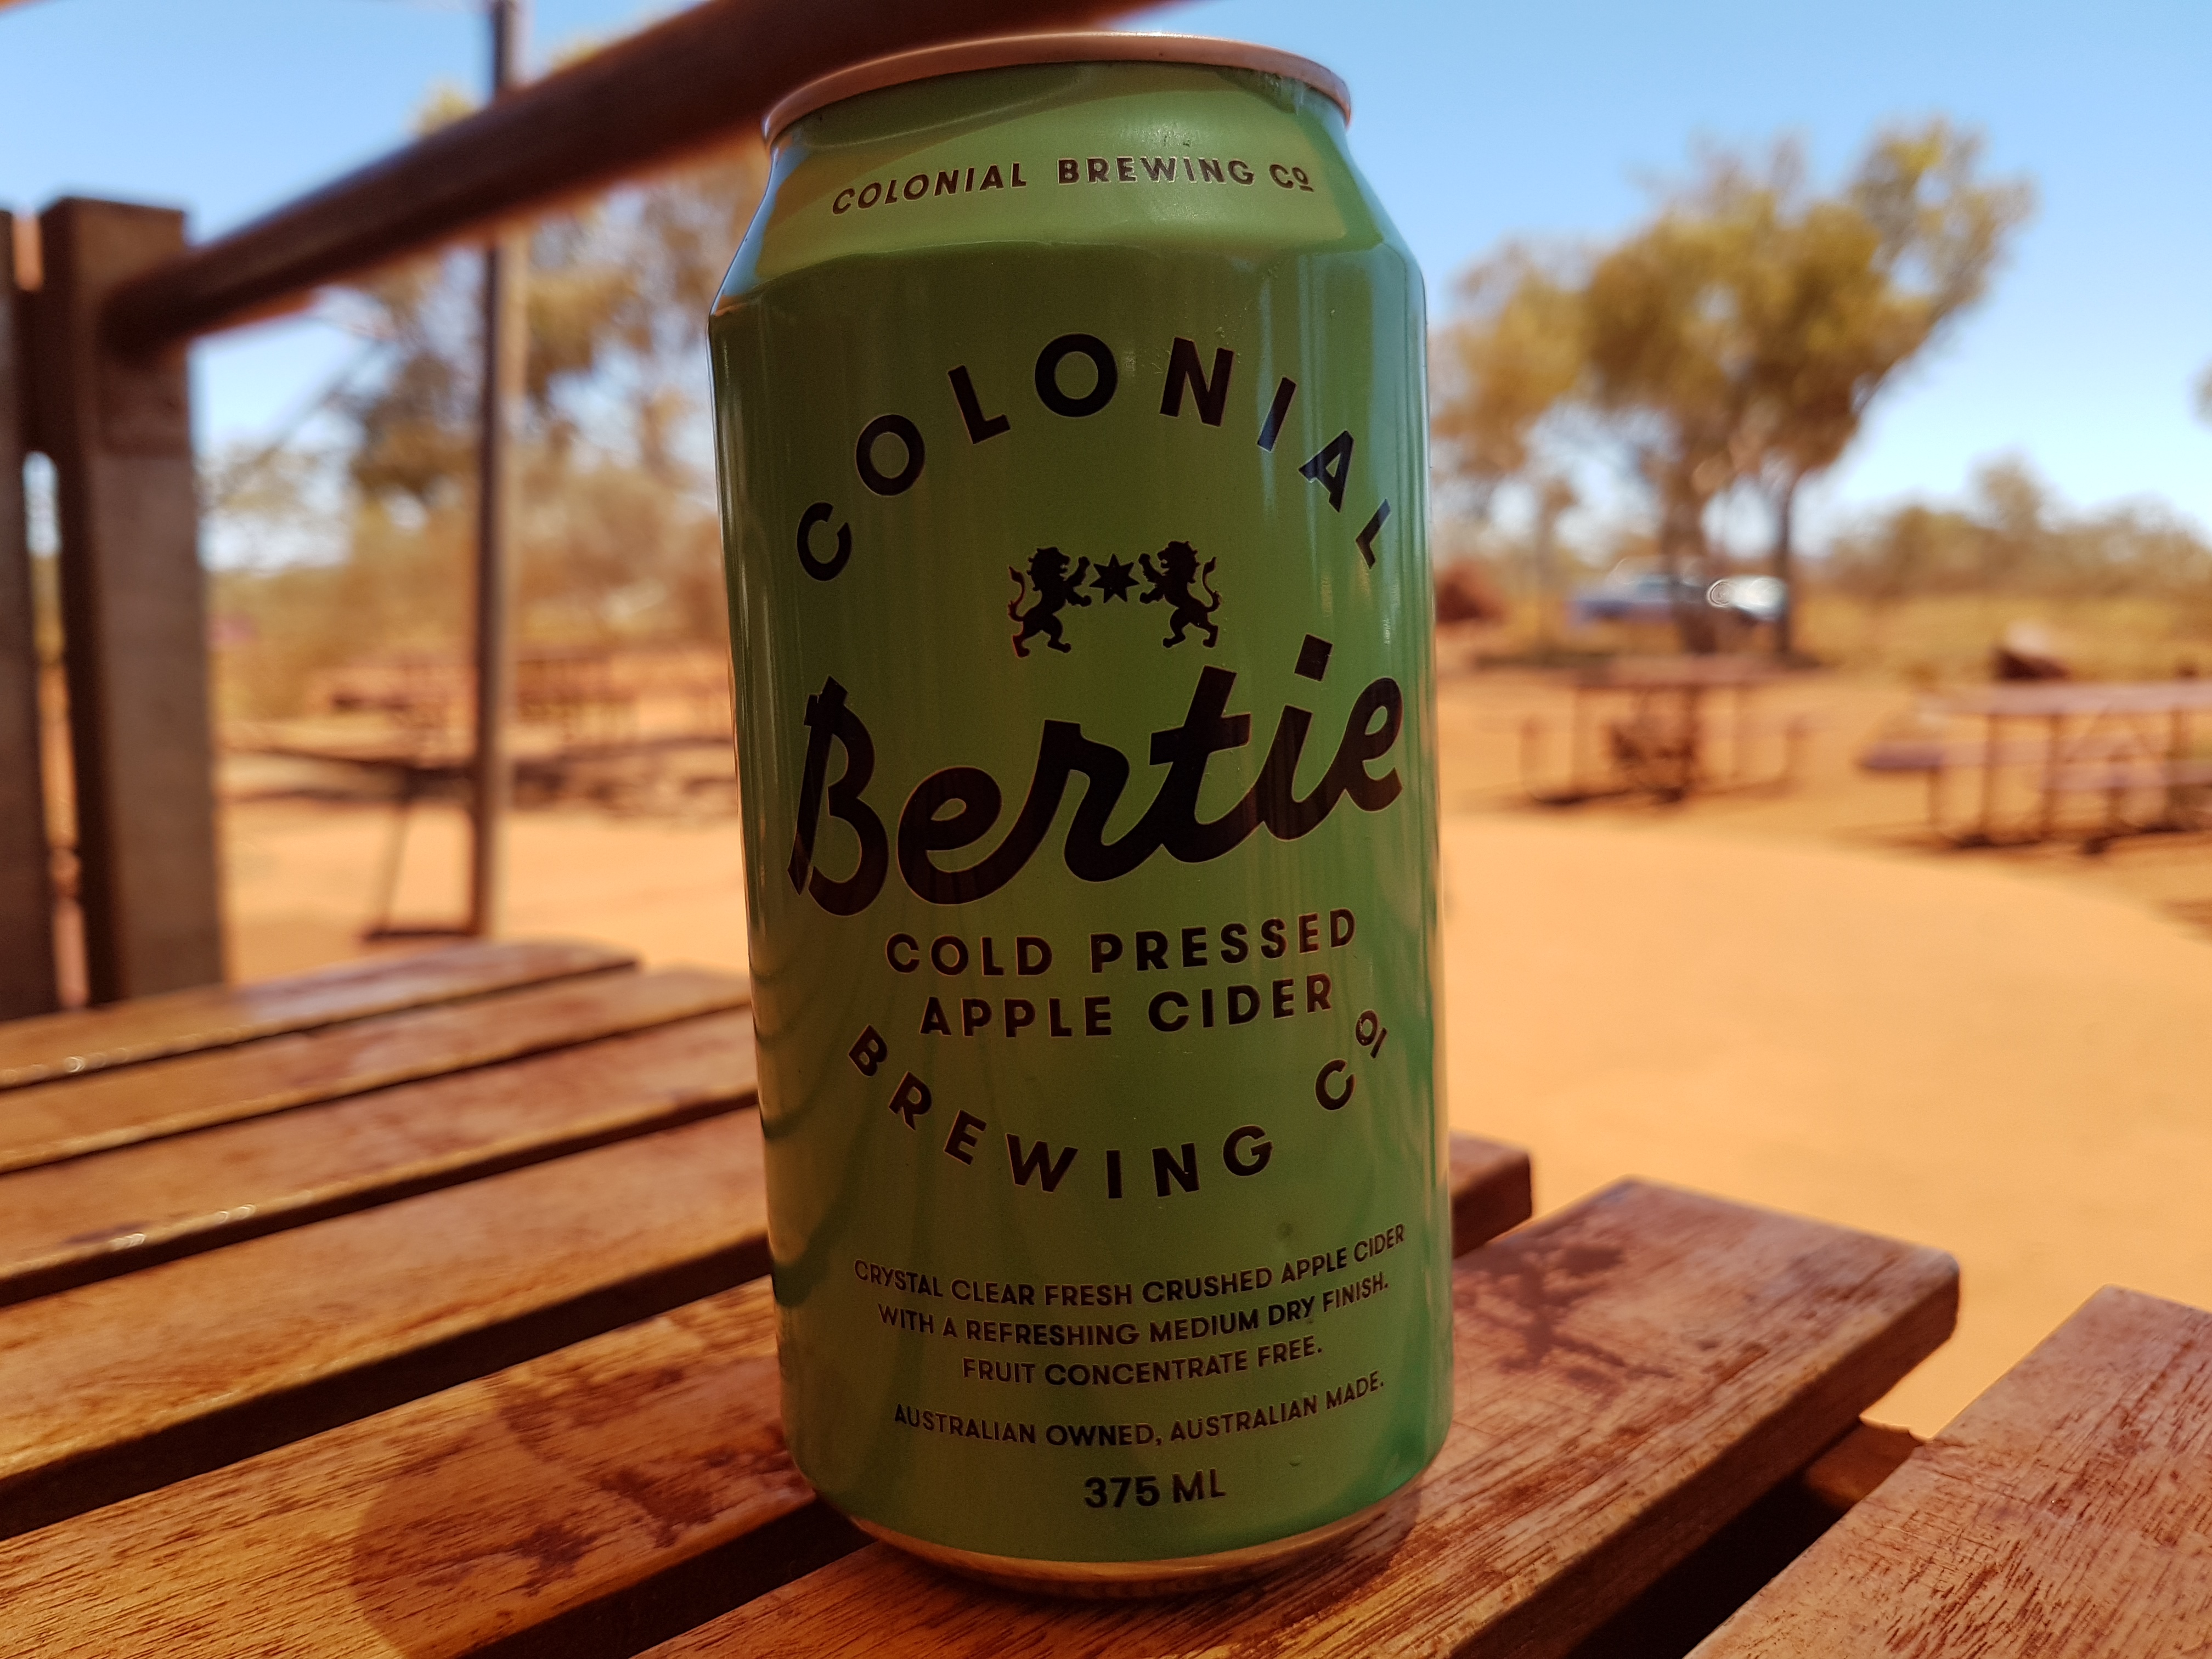 COLONIAL BREWING Cº
COLONIAL
Bertie
COLD PRESSED
APPLE CIDER
BREWING Cº
CRYSTAL CLEAR FRESH CRUSHED APPLE CIDER
WITH A REFRESHING MEDIUM DRY FINISH.
FRUIT CONCENTRATE FREE.
AUSTRALIAN OWNED, AUSTRALIAN MADE.
375 ML